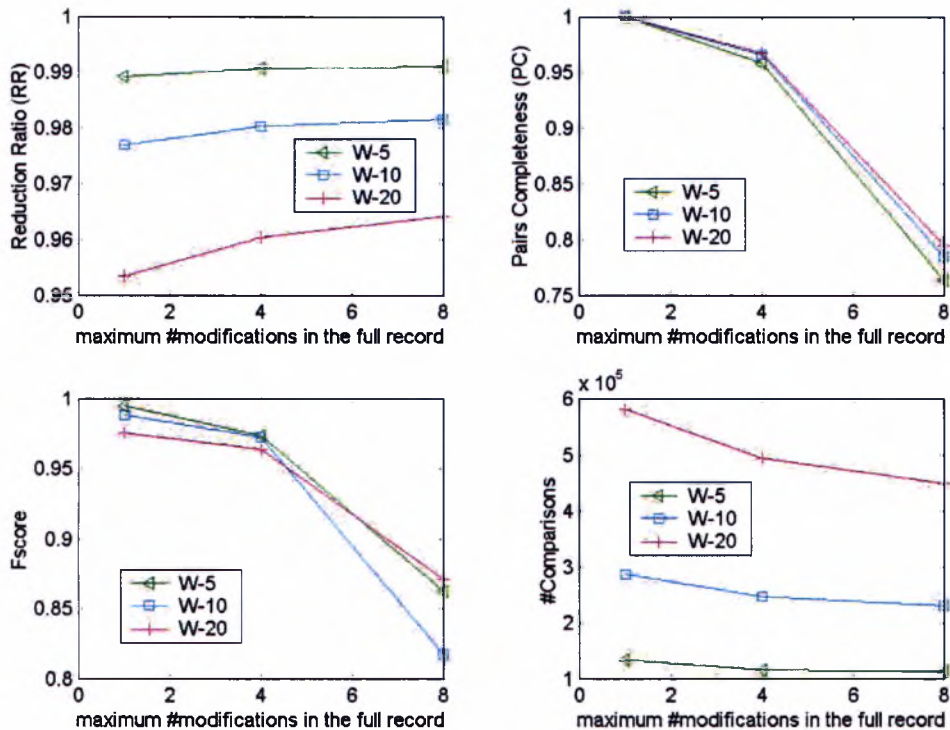 1
0.99
0.98
0.97
0.96
0.95
Reduction Ratio (RR)
W-5
W-10
W-20
0 2 4 6 8
maximum #modifications in the full record
1
0.95
0.9
0.85
0.8
0.75
Pairs Completeness (PC)
W-5
W-10
W-20
0 2 4 6 8
maximum #modifications in the full record
1
0.95
0.9
0.85
0.8
Fscore
W-5
W-10
W-20
0 2 4 6 8
maximum #modifications in the full record
x 10⁵
6
5
4
3
2
1
#Comparisons
W-5
W-10
W-20
0 2 4 6 8
maximum #modifications in the full record